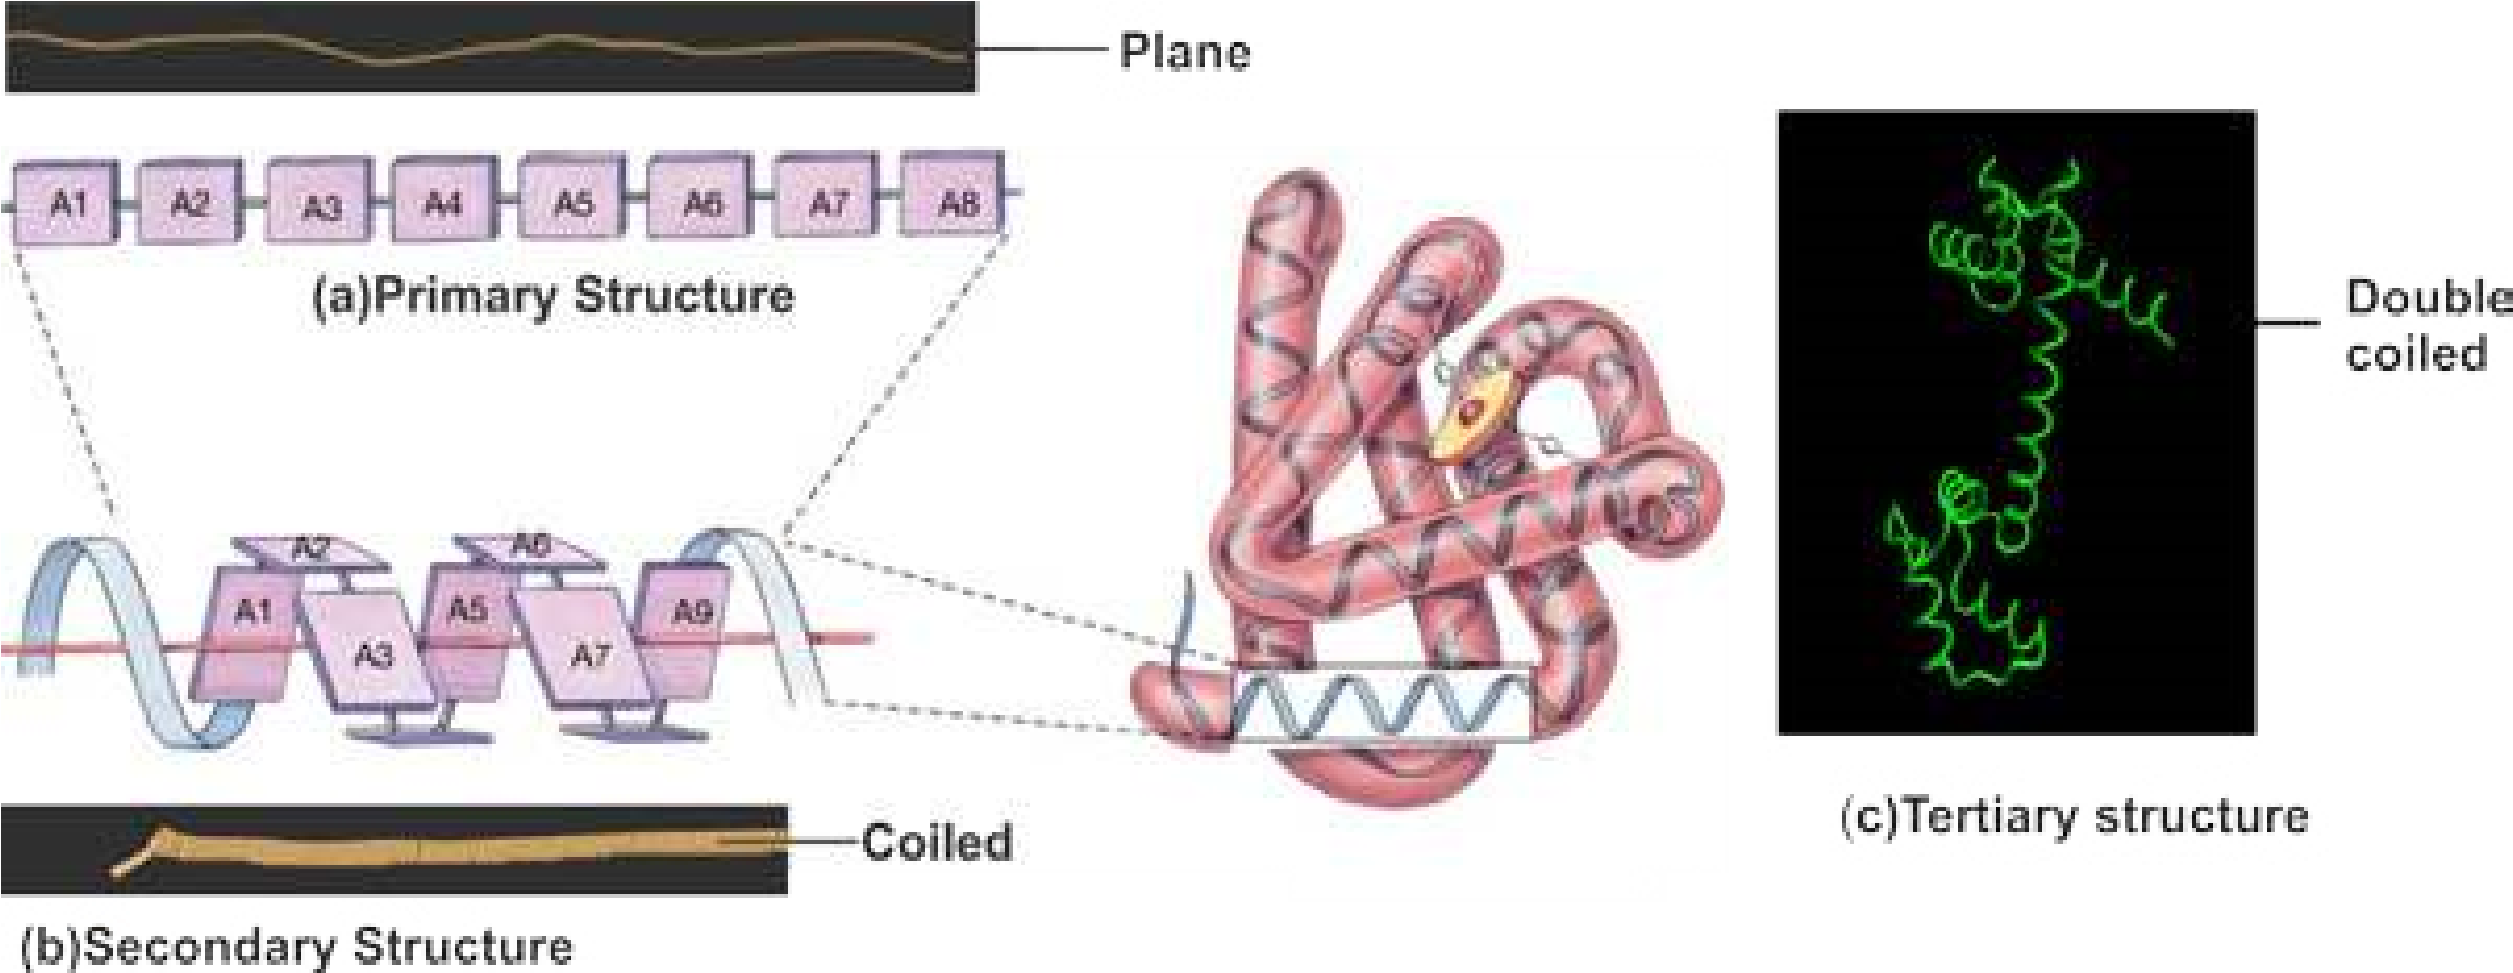 Plane
A1 A2 A3 A4 A5 A6 A7 A8
(a)Primary Structure
Double
coiled
A2 A6
A1 A5 A9
A3 A7
(c)Tertiary structure
Coiled
(b)Secondary Structure